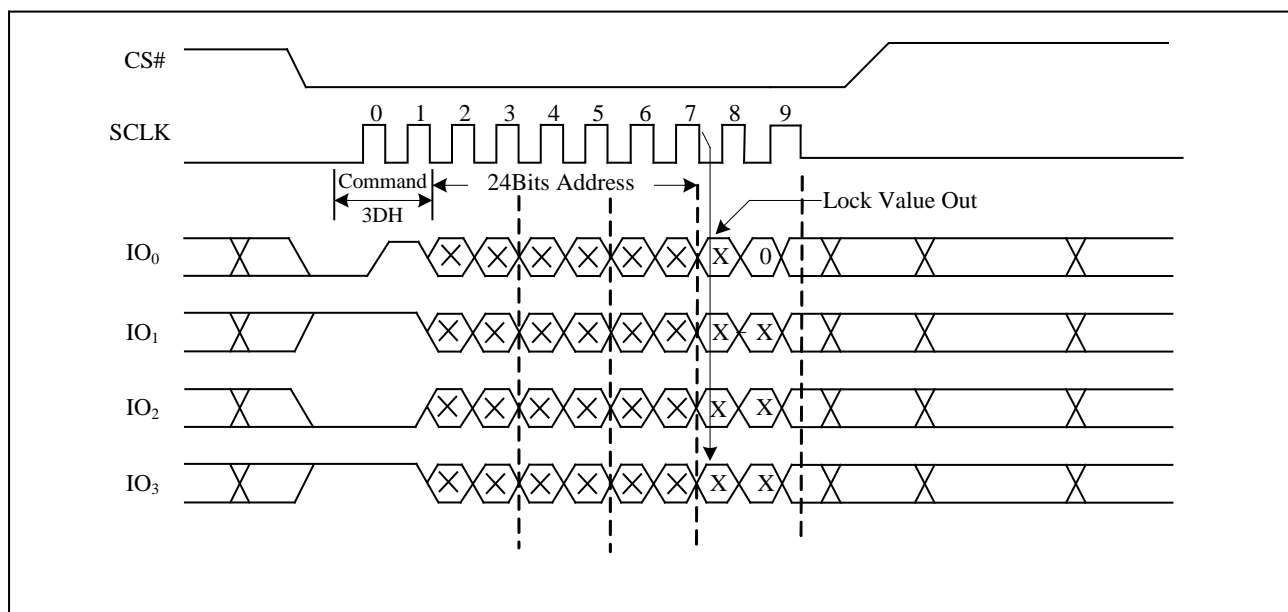 CS#
0 1 2 3 4 5 6 7 8 9
SCLK
Command
24Bits Address
3DH
Lock Value Out
IO₀
X 0
IO₁
X X
IO₂
X X
IO₃
X X